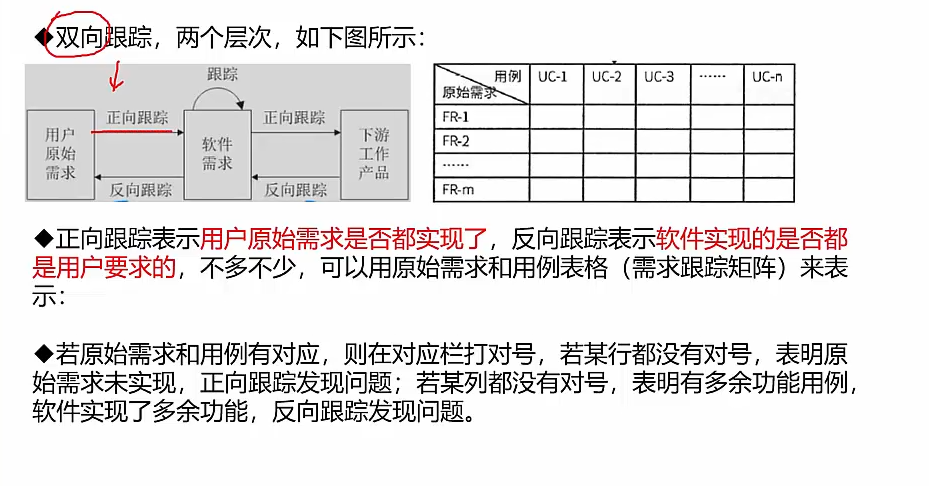 ◆双向跟踪，两个层次，如下图所示：
跟踪
正向跟踪
正向跟踪
用户
原始
需求
软件
需求
下游
工作
产品
反向跟踪
反向跟踪
用例 UC-1 UC-2 UC-3 …… UC-n
原始需求
FR-1
FR-2
……
FR-m
◆正向跟踪表示用户原始需求是否都实现了，反向跟踪表示软件实现的是否都
是用户要求的，不多不少，可以用原始需求和用例表格（需求跟踪矩阵）来表
示：
◆若原始需求和用例有对应，则在对应栏打对号，若某行都没有对号，表明原
始需求未实现，正向跟踪发现问题；若某列都没有对号，表明有多余功能用例，
软件实现了多余功能，反向跟踪发现问题。